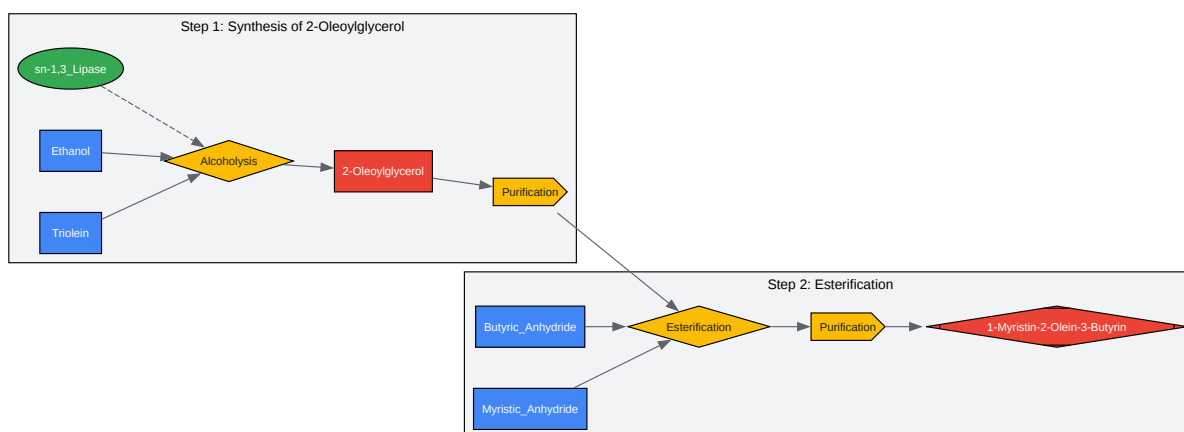 Step 1: Synthesis of 2-Oleoylglycerol
sn-1,3_Lipase
Ethanol
Alcoholysis
2-Oleoylglycerol
Purification
Triolein
Step 2: Esterification
Butyric_Anhydride
Esterification
Purification
1-Myristin-2-Olein-3-Butyrin
Myristic_Anhydride